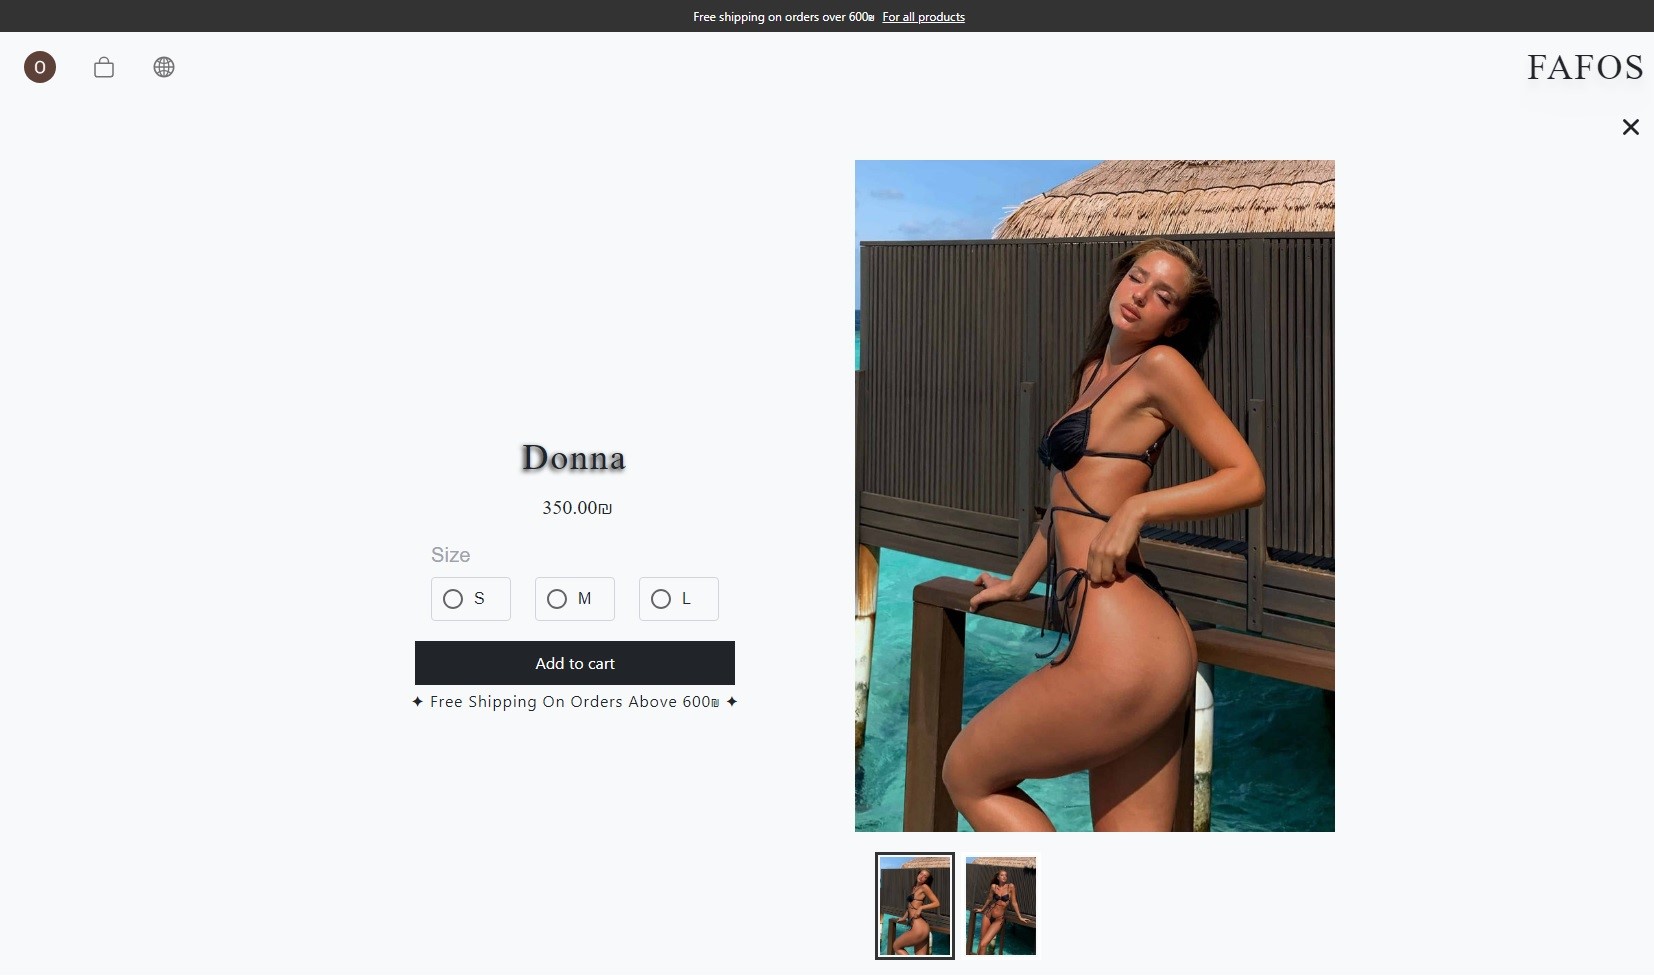 Free shipping on orders over 600₪ For all products
O
FAFOS
Donna
350.00₪
Size
S
M
L
Add to cart
✦ Free Shipping On Orders Above 600₪ ✦